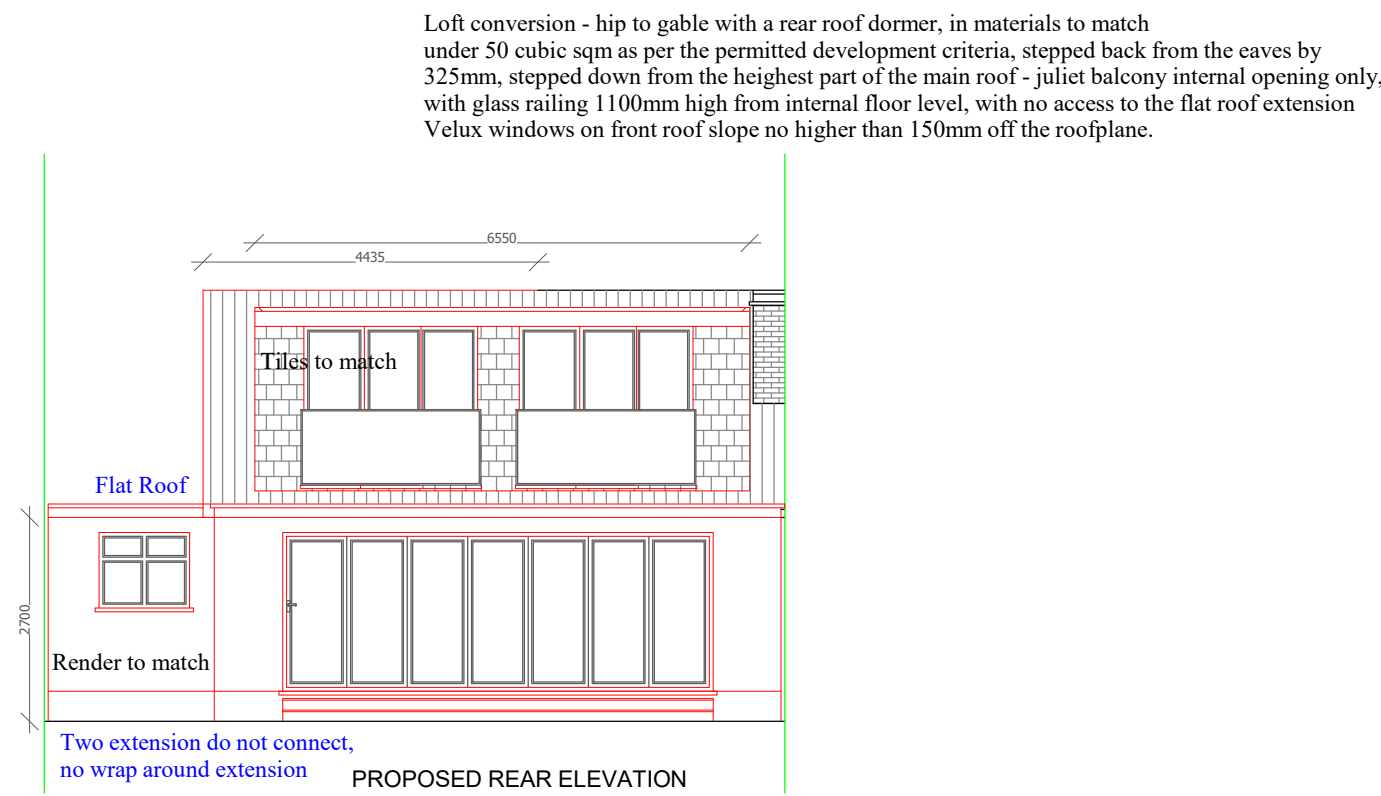 Loft conversion - hip to gable with a rear roof dormer, in materials to match
under 50 cubic sqm as per the permitted development criteria, stepped back from the eaves by
325mm, stepped down from the heighest part of the main roof - juliet balcony internal opening only,
with glass railing 1100mm high from internal floor level, with no access to the flat roof extension
Velux windows on front roof slope no higher than 150mm off the roofplane.
6550
4435
Tiles to match
Flat Roof
2700
Render to match
Two extension do not connect,
no wrap around extension
PROPOSED REAR ELEVATION